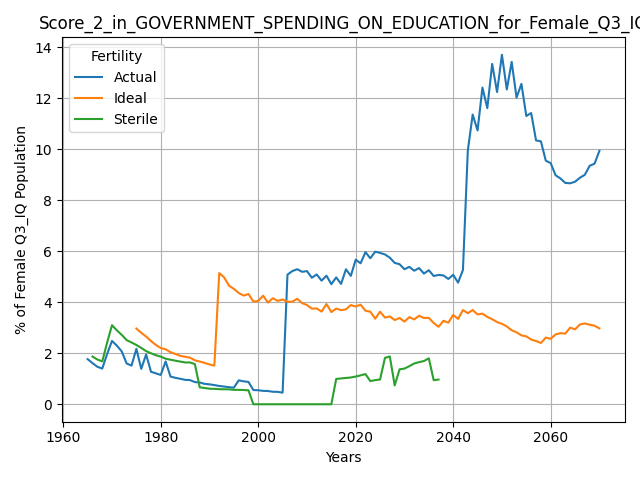 Score_2_in_GOVERNMENT_SPENDING_ON_EDUCATION_for_Female_Q3_IQ
Fertility
Actual
Ideal
Sterile
% of Female Q3_IQ Population
14
12
10
8
6
4
2
0
1960 1980 2000 2020 2040 2060
Years